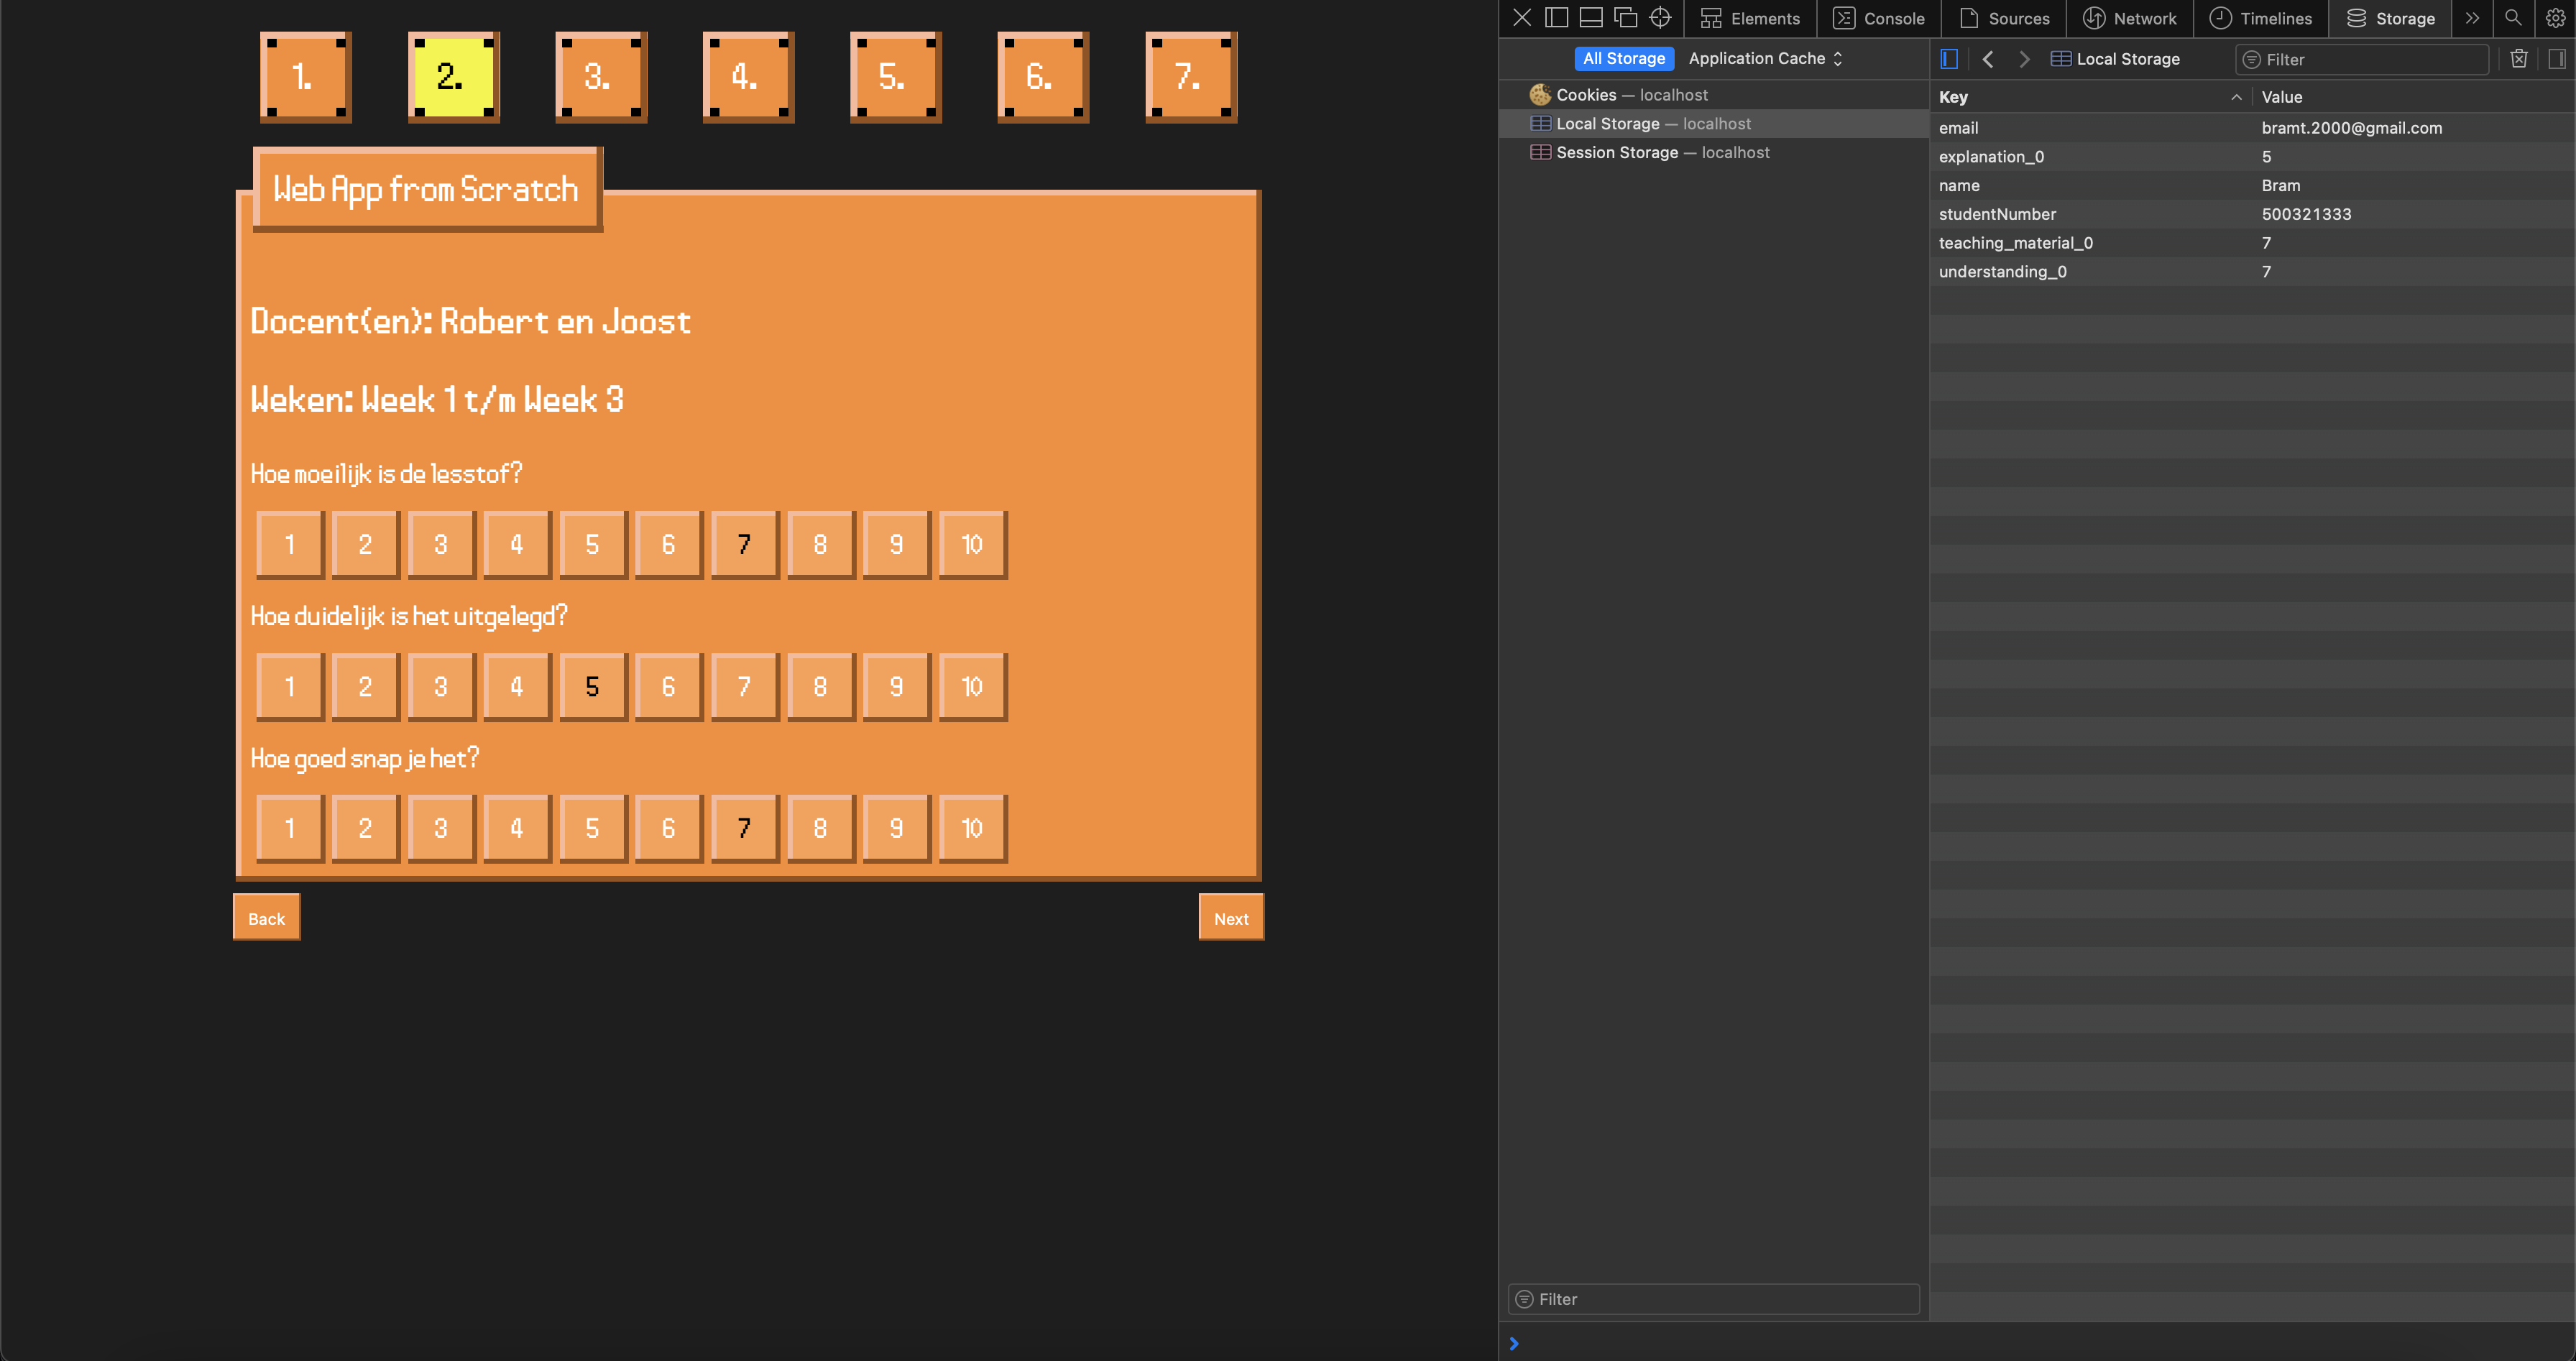 1. 2. 3. 4. 5. 6. 7.
Web App from Scratch
Docent(en): Robert en Joost
Weken: Week 1 t/m Week 3
Hoe moeilijk is de lesstof?
1 2 3 4 5 6 7 8 9 10
Hoe duidelijk is het uitgelegd?
1 2 3 4 5 6 7 8 9 10
Hoe goed snap je het?
1 2 3 4 5 6 7 8 9 10
Back Next
Elements Console Sources Network Timelines Storage
All Storage Application Cache
Cookies — localhost
Local Storage — localhost
Session Storage — localhost
Filter
Local Storage Filter
Key Value
email bramt.2000@gmail.com
explanation_0 5
name Bram
studentNumber 500321333
teaching_material_0 7
understanding_0 7